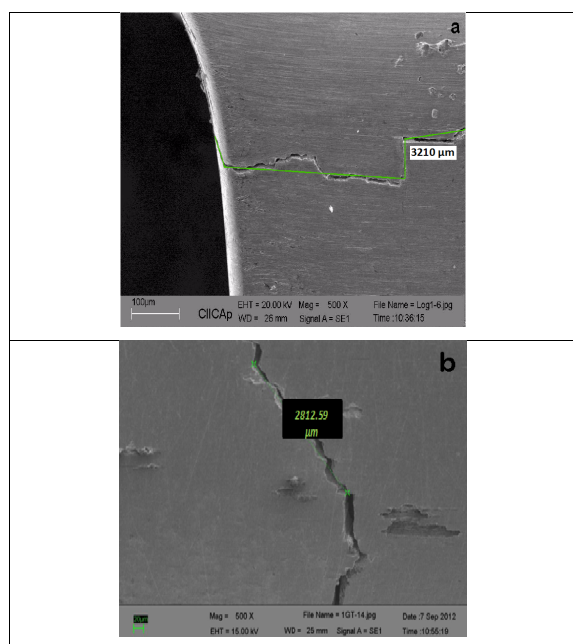 a
3210 µm
100µm
CIICAp
EHT = 20.00 kV Mag = 500 X File Name = Log1-6.jpg
WD = 25 mm Signal A = SE1 Time :10:36:15
b
2812.59
µm
Mag = 500 X File Name = 1GT-14.jpg Date :7 Sep 2012
EHT = 15.00 kV WD = 25 mm Signal A = SE1 Time :10:55:19